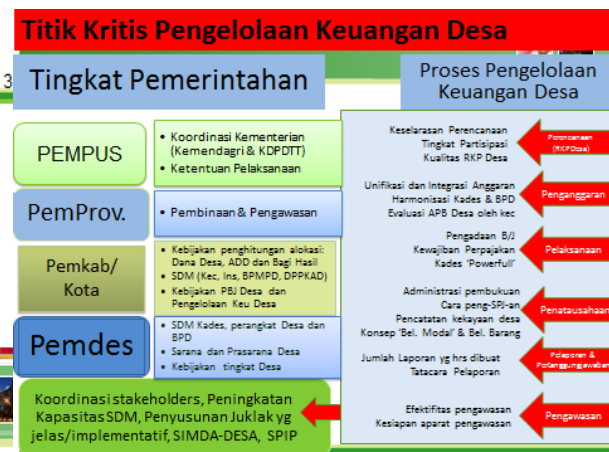 Titik Kritis Pengelolaan Keuangan Desa
3
Tingkat Pemerintahan
Proses Pengelolaan
Keuangan Desa
PEMPUS
• Koordinasi Kementerian
(Kemendagri & KDPDTT)
• Ketentuan Pelaksanaan
PemProv.
• Pembinaan & Pengawasan
Pemkab/
Kota
• Kebijakan penghitungan alokasi:
Dana Desa, ADD dan Bagi Hasil
• SDM (Kec, Ins, BPMPD, DPPKAD)
• Kebijakan PBJ Desa dan
Pengelolaan Keu Desa
Pemdes
• SDM Kades, perangkat Desa dan
BPD
• Sarana dan Prasarana Desa
• Kebijakan tingkat Desa
Koordinasi stakeholders, Peningkatan
Kapasitas SDM, Penyusunan Juklak yg
jelas/implementatif, SIMDA-DESA, SPIP
Keselarasan Perencanaan
Tingkat Partisipasi
Kualitas RKP Desa
Perencanaan
(RKPDesa)
Unifikasi dan Integrasi Anggaran
Harmonisasi Kades & BPD
Evaluasi APB Desa oleh kec
Penganggaran
Pengadaan B/J
Kewajiban Perpajakan
Kades 'Powerfull'
Pelaksanaan
Administrasi pembukuan
Cara peng-SPJ-an
Pencatatan kekayaan desa
Konsep 'Bel. Modal' & Bel. Barang
Penatausahaan
Jumlah Laporan yg hrs dibuat
Tatacara Pelaporan
Pelaporan &
Pertanggungjawaban
Efektifitas pengawasan
Kesiapan aparat pengawasan
Pengawasan